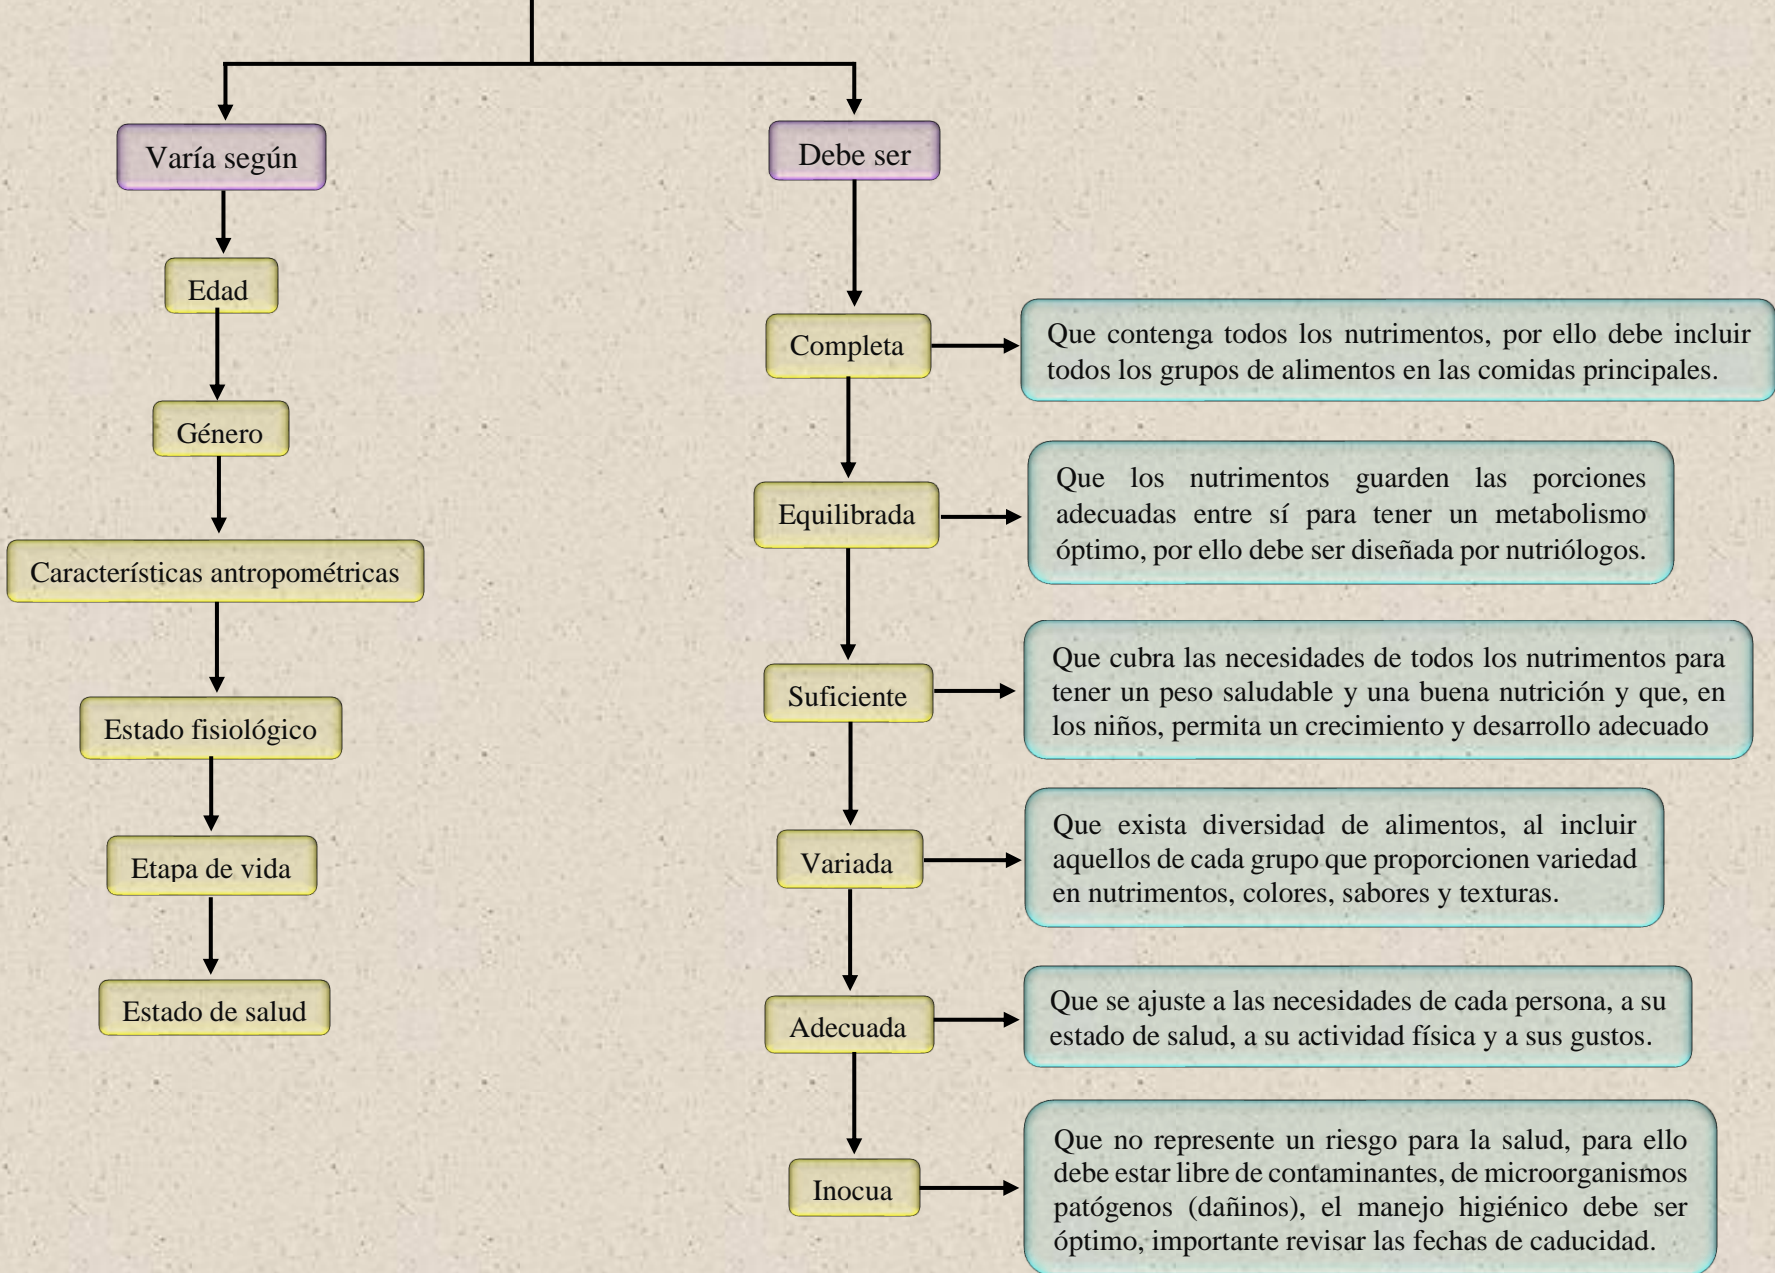 Varía según
Edad
Género
Características antropométricas
Estado fisiológico
Etapa de vida
Estado de salud
Debe ser
Completa
Que contenga todos los nutrimentos, por ello debe incluir
todos los grupos de alimentos en las comidas principales.
Equilibrada
Que los nutrimentos guarden las porciones
adecuadas entre sí para tener un metabolismo
óptimo, por ello debe ser diseñada por nutriólogos.
Suficiente
Que cubra las necesidades de todos los nutrimentos para
tener un peso saludable y una buena nutrición y que, en
los niños, permita un crecimiento y desarrollo adecuado
Variada
Que exista diversidad de alimentos, al incluir
aquellos de cada grupo que proporcionen variedad
en nutrimentos, colores, sabores y texturas.
Adecuada
Que se ajuste a las necesidades de cada persona, a su
estado de salud, a su actividad física y a sus gustos.
Inocua
Que no represente un riesgo para la salud, para ello
debe estar libre de contaminantes, de microorganismos
patógenos (dañinos), el manejo higiénico debe ser
óptimo, importante revisar las fechas de caducidad.